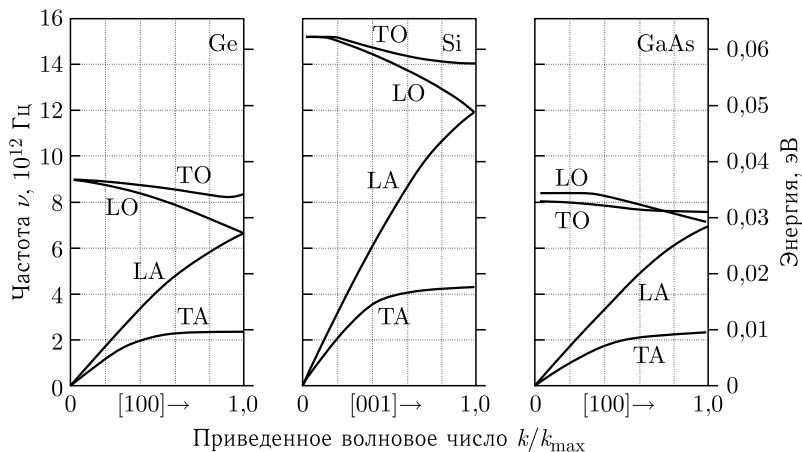 Частота ν, 10¹² Гц
16
14
12
10
8
6
4
2
0
Ge
TO
LO
LA
TA
0
[100]→
1,0
Si
TO
LO
LA
TA
0
[001]→
1,0
GaAs
LO
TO
LA
TA
0
[100]→
1,0
0,06
0,05
0,04
0,03
0,02
0,01
0
Энергия, эВ
Приведенное волновое число k/kmax